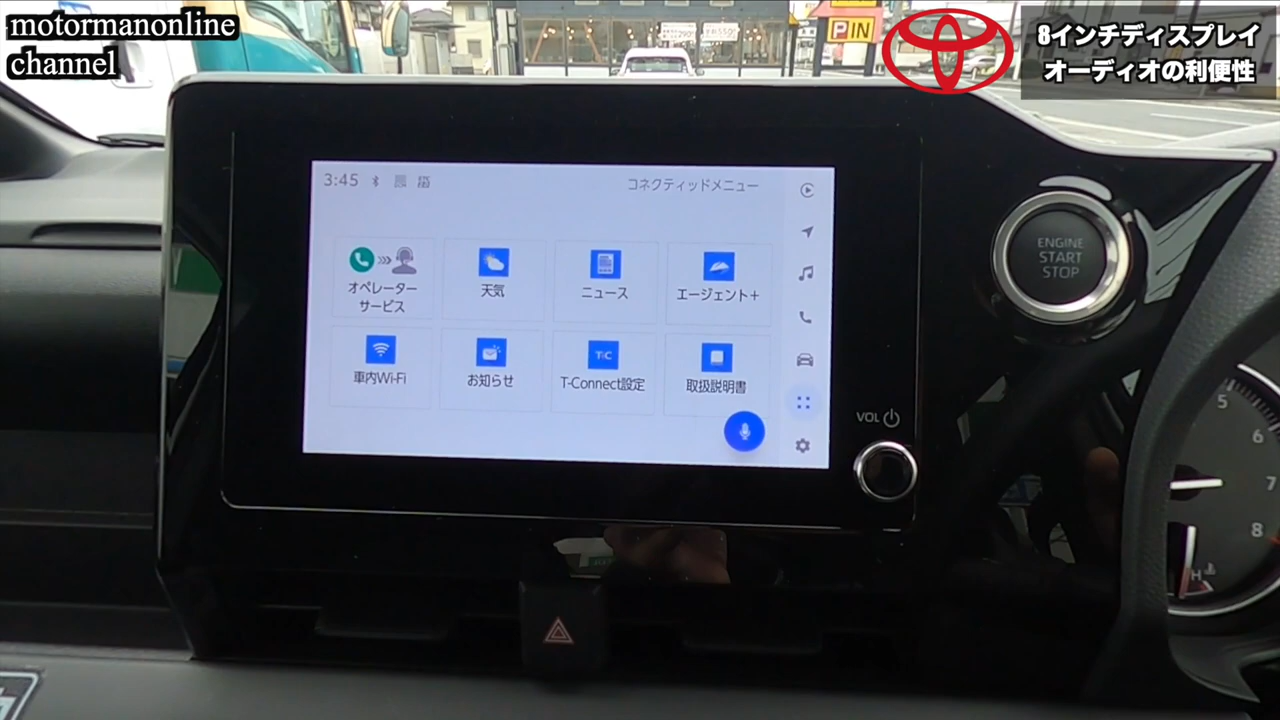 motormanonline
channel
8インチディスプレイ
オーディオの利便性
PIN
3:45
コネクティッドメニュー
オペレーター
サービス
天気
ニュース
エージェント+
車内Wi-Fi
お知らせ
T-Connect設定
取扱説明書
ENGINE
START
STOP
VOL
5
6
7
8
H